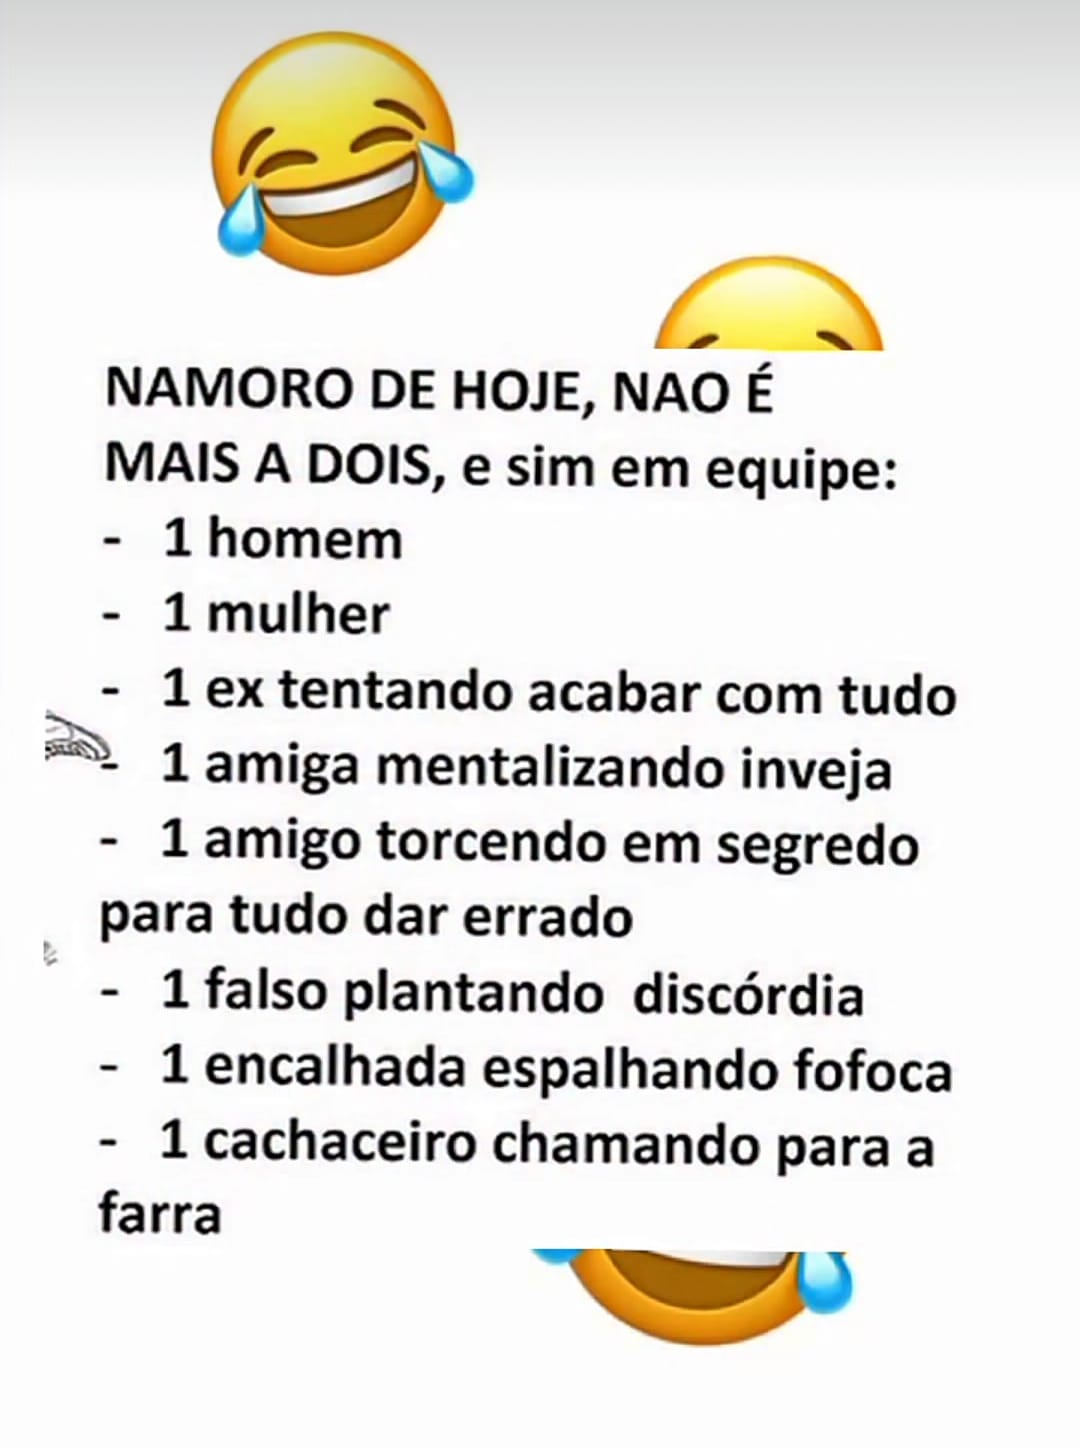 NAMORO DE HOJE, NAO É
MAIS A DOIS, e sim em equipe:
- 1 homem
- 1 mulher
- 1 ex tentando acabar com tudo
- 1 amiga mentalizando inveja
- 1 amigo torcendo em segredo
para tudo dar errado
- 1 falso plantando discórdia
- 1 encalhada espalhando fofoca
- 1 cachaceiro chamando para a
farra